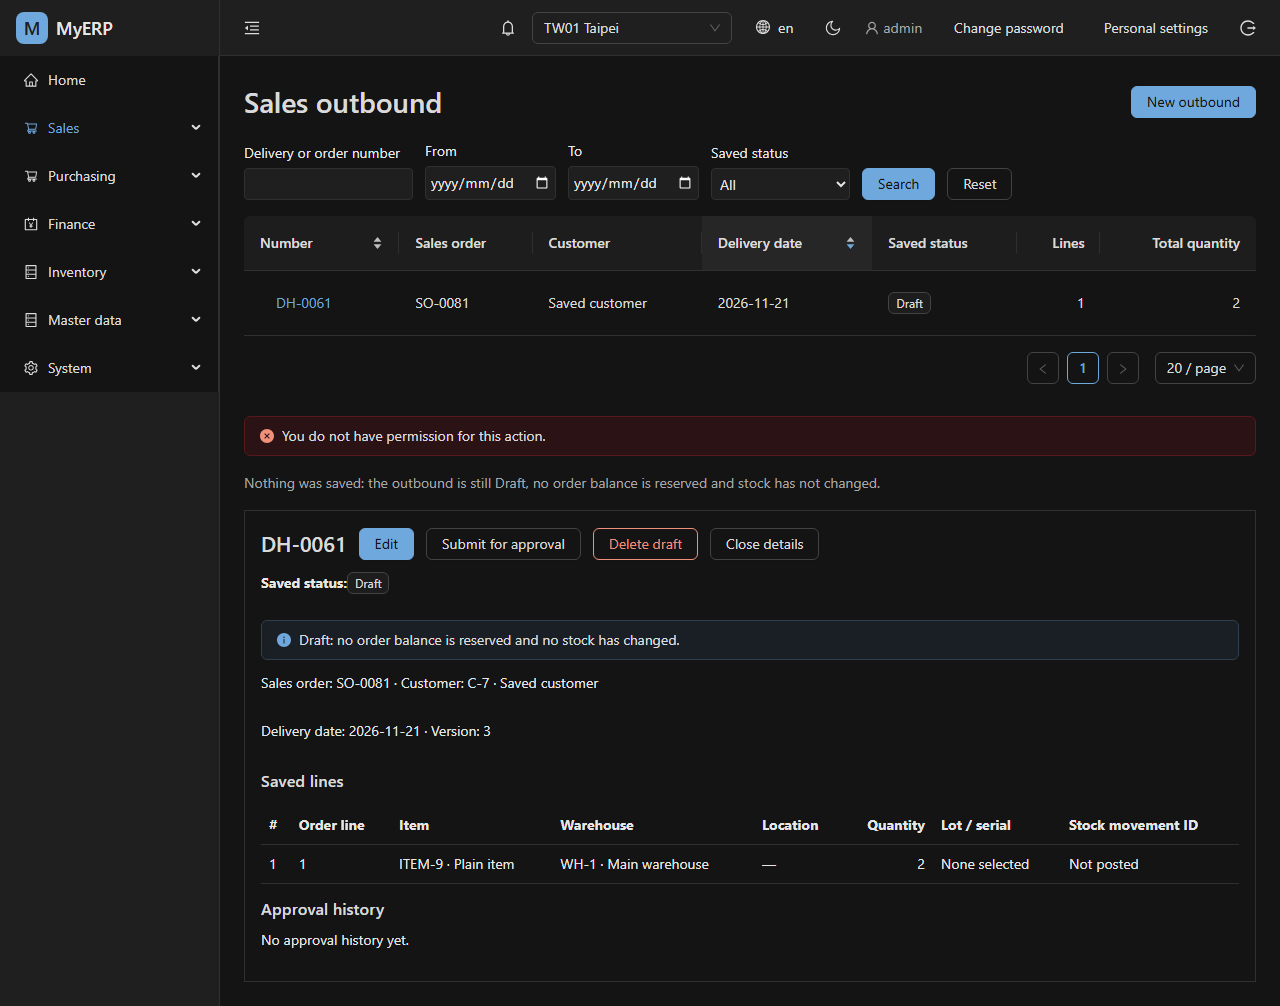 M MyERP
TW01 Taipei en admin Change password Personal settings
Home
Sales
Purchasing
Finance
Inventory
Master data
System
Sales outbound New outbound
Delivery or order number From To Saved status
yyyy/mm/dd yyyy/mm/dd All Search Reset
Number Sales order Customer Delivery date Saved status Lines Total quantity
DH-0061 SO-0081 Saved customer 2026-11-21 Draft 1 2
< 1 > 20 / page
You do not have permission for this action.
Nothing was saved: the outbound is still Draft, no order balance is reserved and stock has not changed.
DH-0061 Edit Submit for approval Delete draft Close details
Saved status: Draft
Draft: no order balance is reserved and no stock has changed.
Sales order: SO-0081 · Customer: C-7 · Saved customer
Delivery date: 2026-11-21 · Version: 3
Saved lines
# Order line Item Warehouse Location Quantity Lot / serial Stock movement ID
1 1 ITEM-9 · Plain item WH-1 · Main warehouse — 2 None selected Not posted
Approval history
No approval history yet.